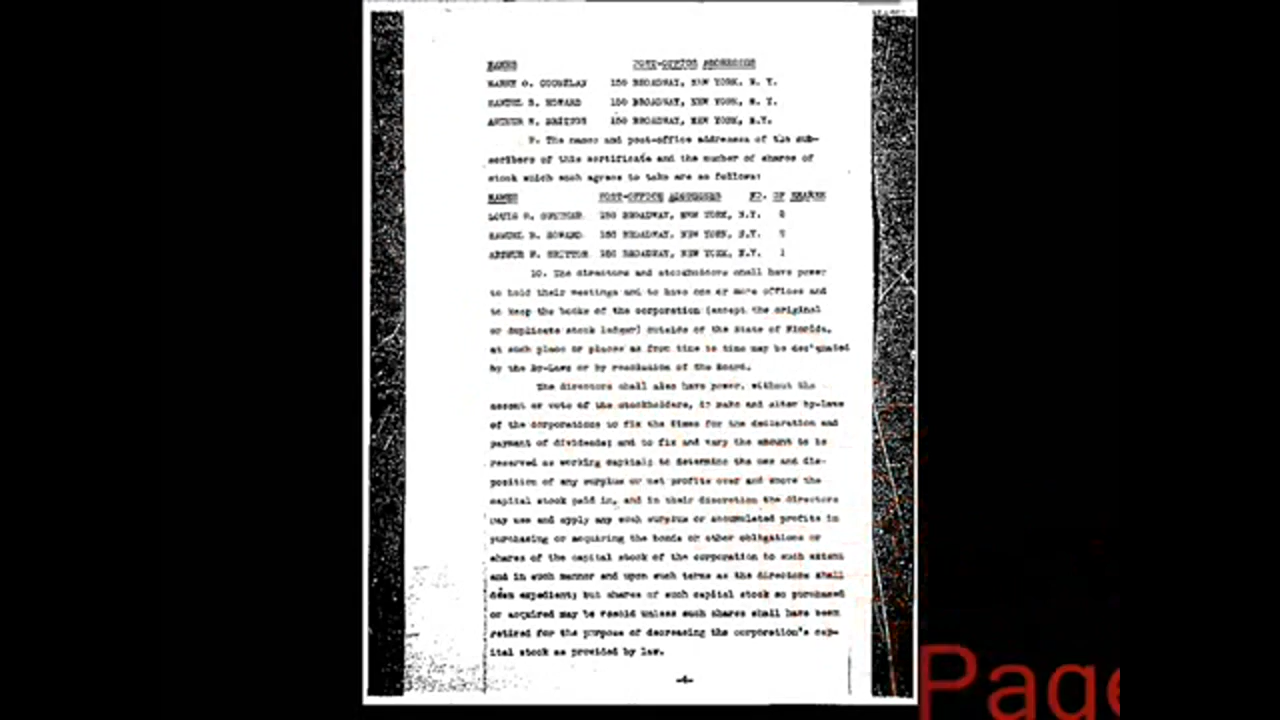 NAMES POST-OFFICE ADDRESSES
HARRY O. 150 BROADWAY, NEW YORK, N. Y.
SAMUEL B. HOWARD 150 BROADWAY, NEW YORK, N. Y.
ARTHUR W. BRITTON 150 BROADWAY, NEW YORK, N.Y.
9. The names and post-office addresses of the sub-
scribers of this certificate and the number of shares of
stock which each agrees to take are as follows:
NAMES POST-OFFICE ADDRESSES NO. OF SHARES
LOUIS 150 BROADWAY, NEW YORK, N.Y.
SAMUEL B. HOWARD 150 BROADWAY, NEW YORK, N.Y.
ARTHUR W. BRITTON 150 BROADWAY, NEW YORK, N.Y. 1
10. The directors and stockholders shall have power
to hold their meetings and to have one or more offices and
to keep the books of the corporation (except the original
or duplicate stock ledger) outside of the State of Florida,
at such place or places as from time to time may be designated
by the By-Laws or by resolution of the Board.
The directors shall also have power, without the
assent or vote of the stockholders, to make and alter by-laws
of the corporations to fix the times for the declaration and
payment of dividends; and to fix and vary the amount to be
reserved as working capital; to determine the use and dis-
position of any surplus or net profits over and above the
capital stock paid in, and in their discretion the directors
may use and apply any such surplus or accumulated profits in
purchasing or acquiring the bonds or other obligations or
shares of the capital stock of the corporation to such extent
and in such manner and upon such terms as the directors shall
deem expedient; but shares of such capital stock so purchased
or acquired may be resold unless such shares shall have been
retired for the purpose of decreasing the corporation's cap-
ital stock as provided by law.
-4-
Page